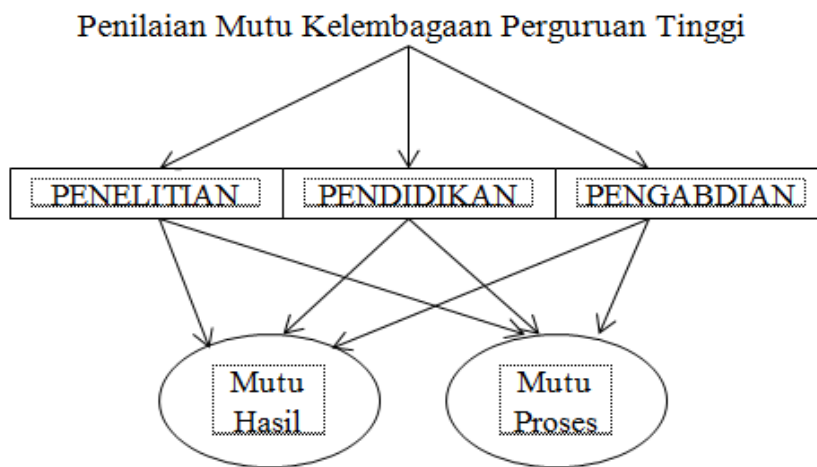 Penilaian Mutu Kelembagaan Perguruan Tinggi
PENELITIAN
PENDIDIKAN
PENGABDIAN
Mutu
Hasil
Mutu
Proses